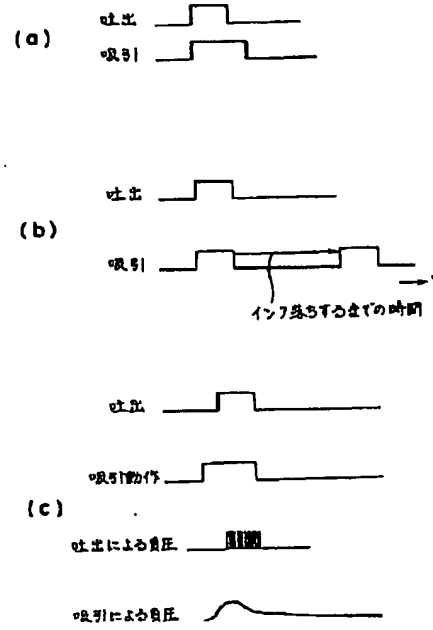 (a)
吐出
吸引
(b)
吐出
吸引
インク落ちするまでの時間
(c)
吐出
吸引動作
吐出による負圧
吸引による負圧